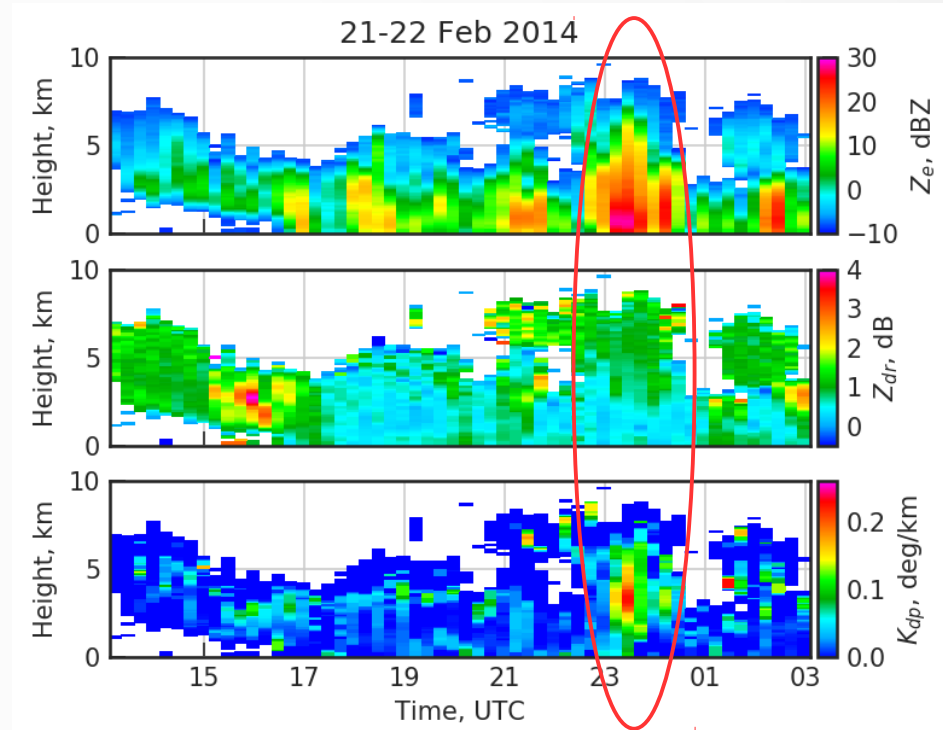 21-22 Feb 2014
10
5
0
Height, km
30
20
10
0
−10
Ze, dBZ
10
5
0
Height, km
4
3
2
1
0
Zdr, dB
10
5
0
Height, km
0.2
0.1
0.0
Kdp, deg/km
15 17 19 21 23 01 03
Time, UTC